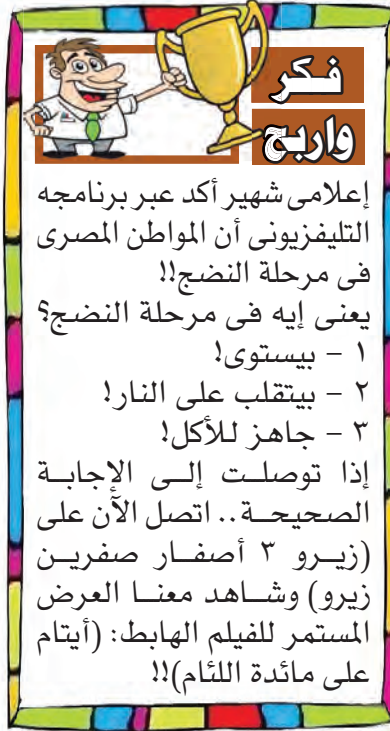 فكر
واربح
إعلامى شهير أكد عبر برنامجه
التليفزيونى أن المواطن المصرى
فى مرحلة النضج!!
يعنى إيه فى مرحلة النضج؟
١ – بيستوى!
٢ – بيتقلب على النار!
٣ – جاهز للأكل!
إذا توصلت إلى الإجابة
الصحيحة.. اتصل الآن على
(زيرو ٣ أصفار صفرين
زيرو) وشاهد معنا العرض
المستمر للفيلم الهابط: (أيتام
على مائدة اللئام)!!